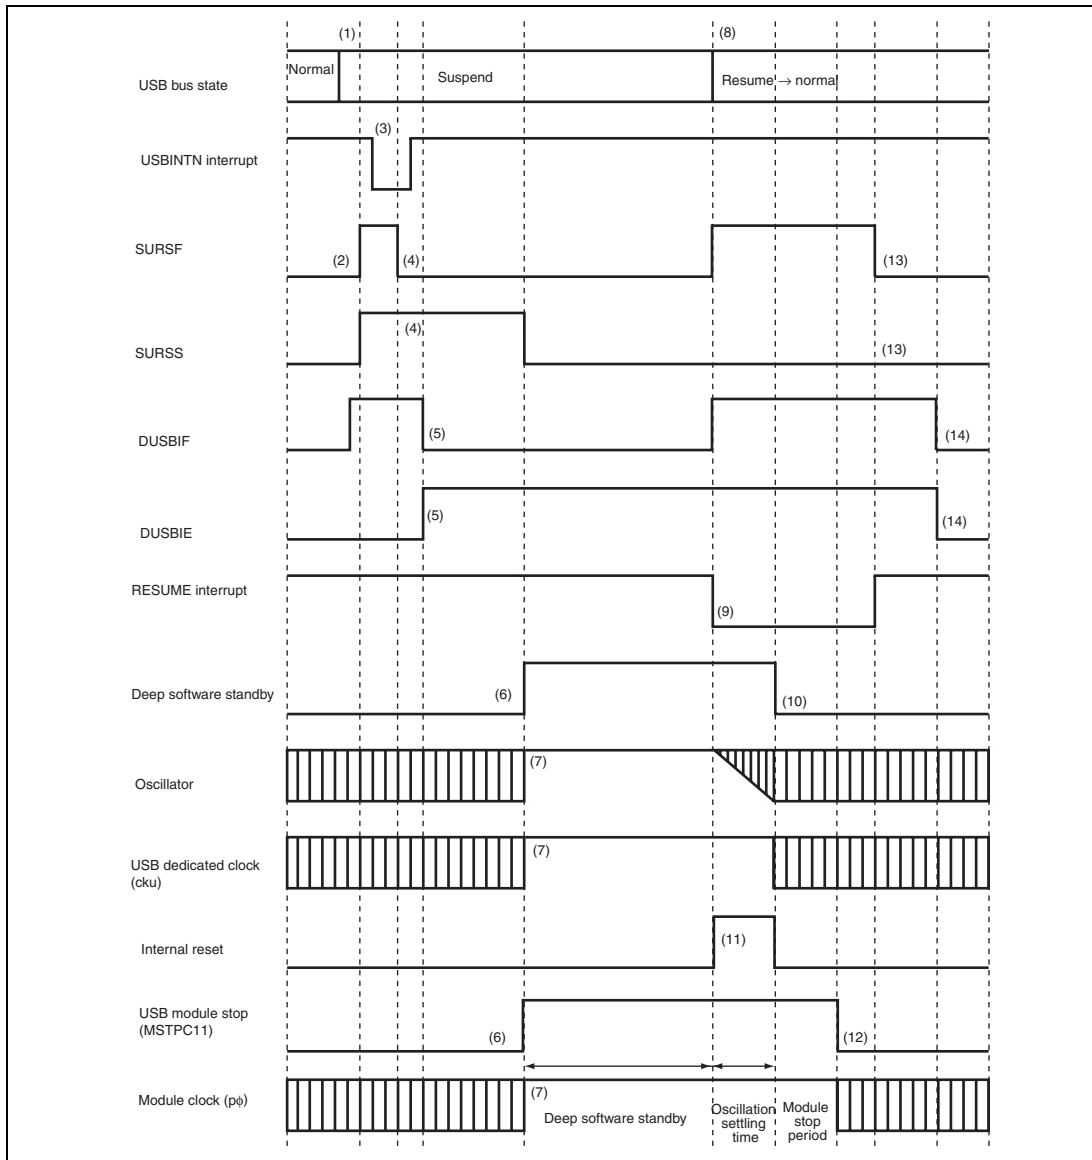 (1)
(8)
Normal
Suspend
Resume → normal
USB bus state
(3)
USBINTN interrupt
SURSF
(2)
(4)
(13)
(4)
SURSS
(13)
DUSBIF
(5)
(14)
(5)
(14)
DUSBIE
RESUME interrupt
(9)
Deep software standby
(6)
(10)
(7)
Oscillator
(7)
USB dedicated clock
(cku)
Internal reset
(11)
USB module stop
(MSTPC11)
(6)
(12)
(7)
Module clock (pϕ)
Deep software standby
Oscillation
settling
time
Module
stop
period